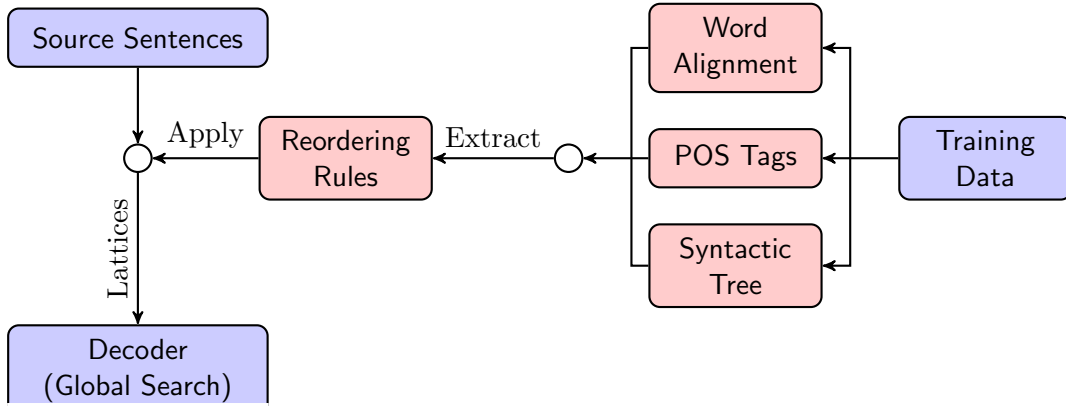 Source Sentences
Word
Alignment
Apply
Reordering
Rules
Extract
POS Tags
Training
Data
Lattices
Syntactic
Tree
Decoder
(Global Search)